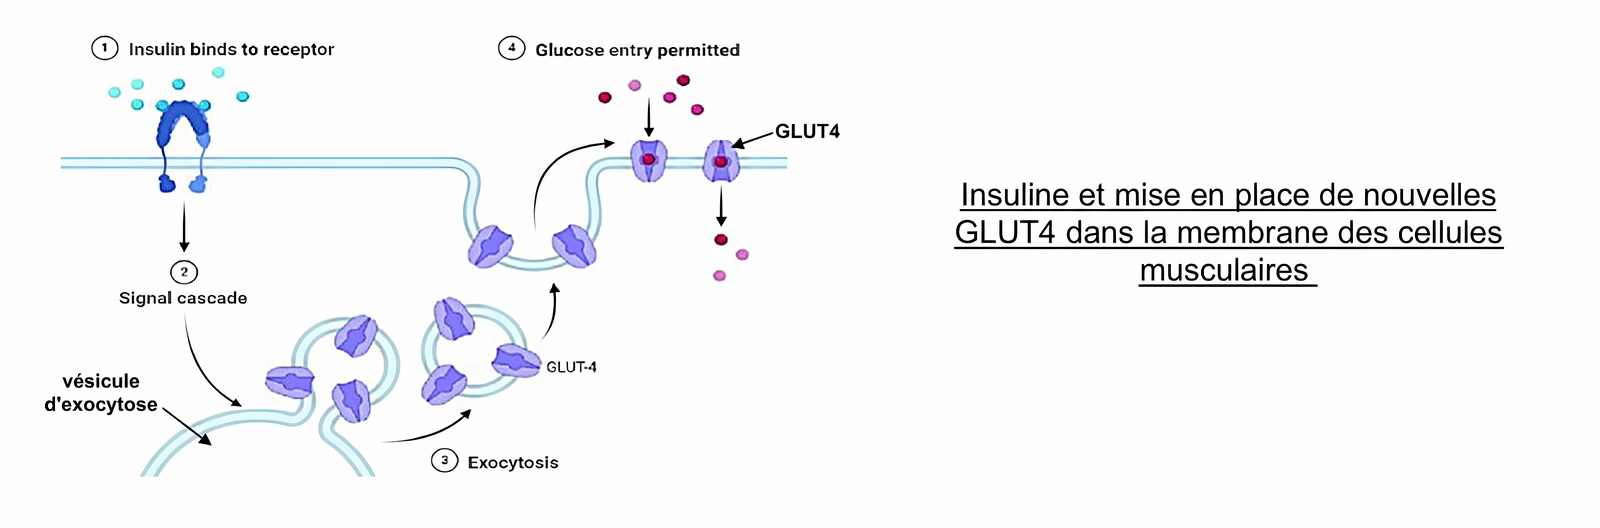 1 Insulin binds to receptor
4 Glucose entry permitted
GLUT4
Insuline et mise en place de nouvelles
GLUT4 dans la membrane des cellules
musculaires
2
Signal cascade
GLUT-4
vésicule
d'exocytose
3 Exocytosis